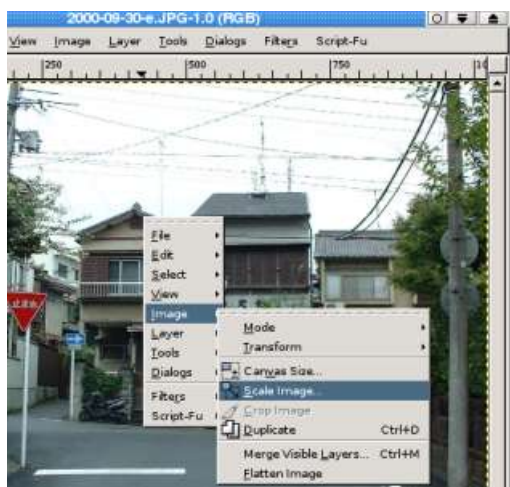 2000-09-30-e.JPG-1.0 (RGB)
View Image Layer Tools Dialogs Filters Script-Fu
250 500 750
File
Edit
Select
View
Image
Layer
Tools
Dialogs
Filters
Script-Fu
Mode
Transform
Canvas Size...
Scale Image...
Crop Image
Duplicate Ctrl+D
Merge Visible Layers... Ctrl+M
Flatten Image